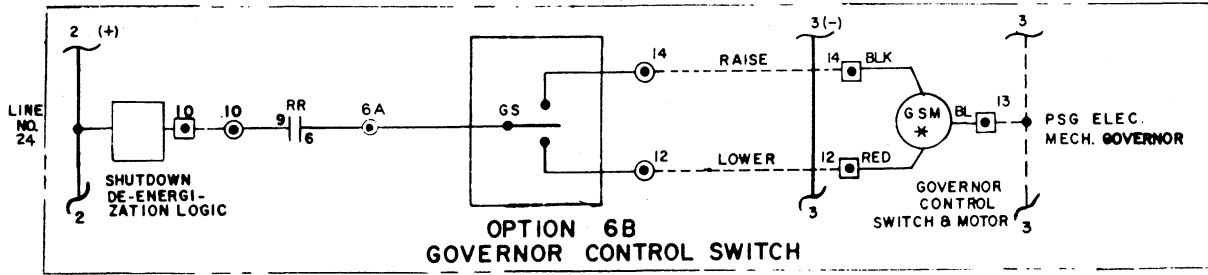 2 (+)
3(-)
3
14
RAISE
14
BLK
LINE
NO.
24
10
10
RR
9
6
6A
GS
GSM
*
BL
13
PSG ELEC.
MECH. GOVERNOR
12
LOWER
12
RED
SHUTDOWN
DE-ENERGI-
ZATION LOGIC
2
3
GOVERNOR
CONTROL
SWITCH & MOTOR
3
OPTION 6B
GOVERNOR CONTROL SWITCH